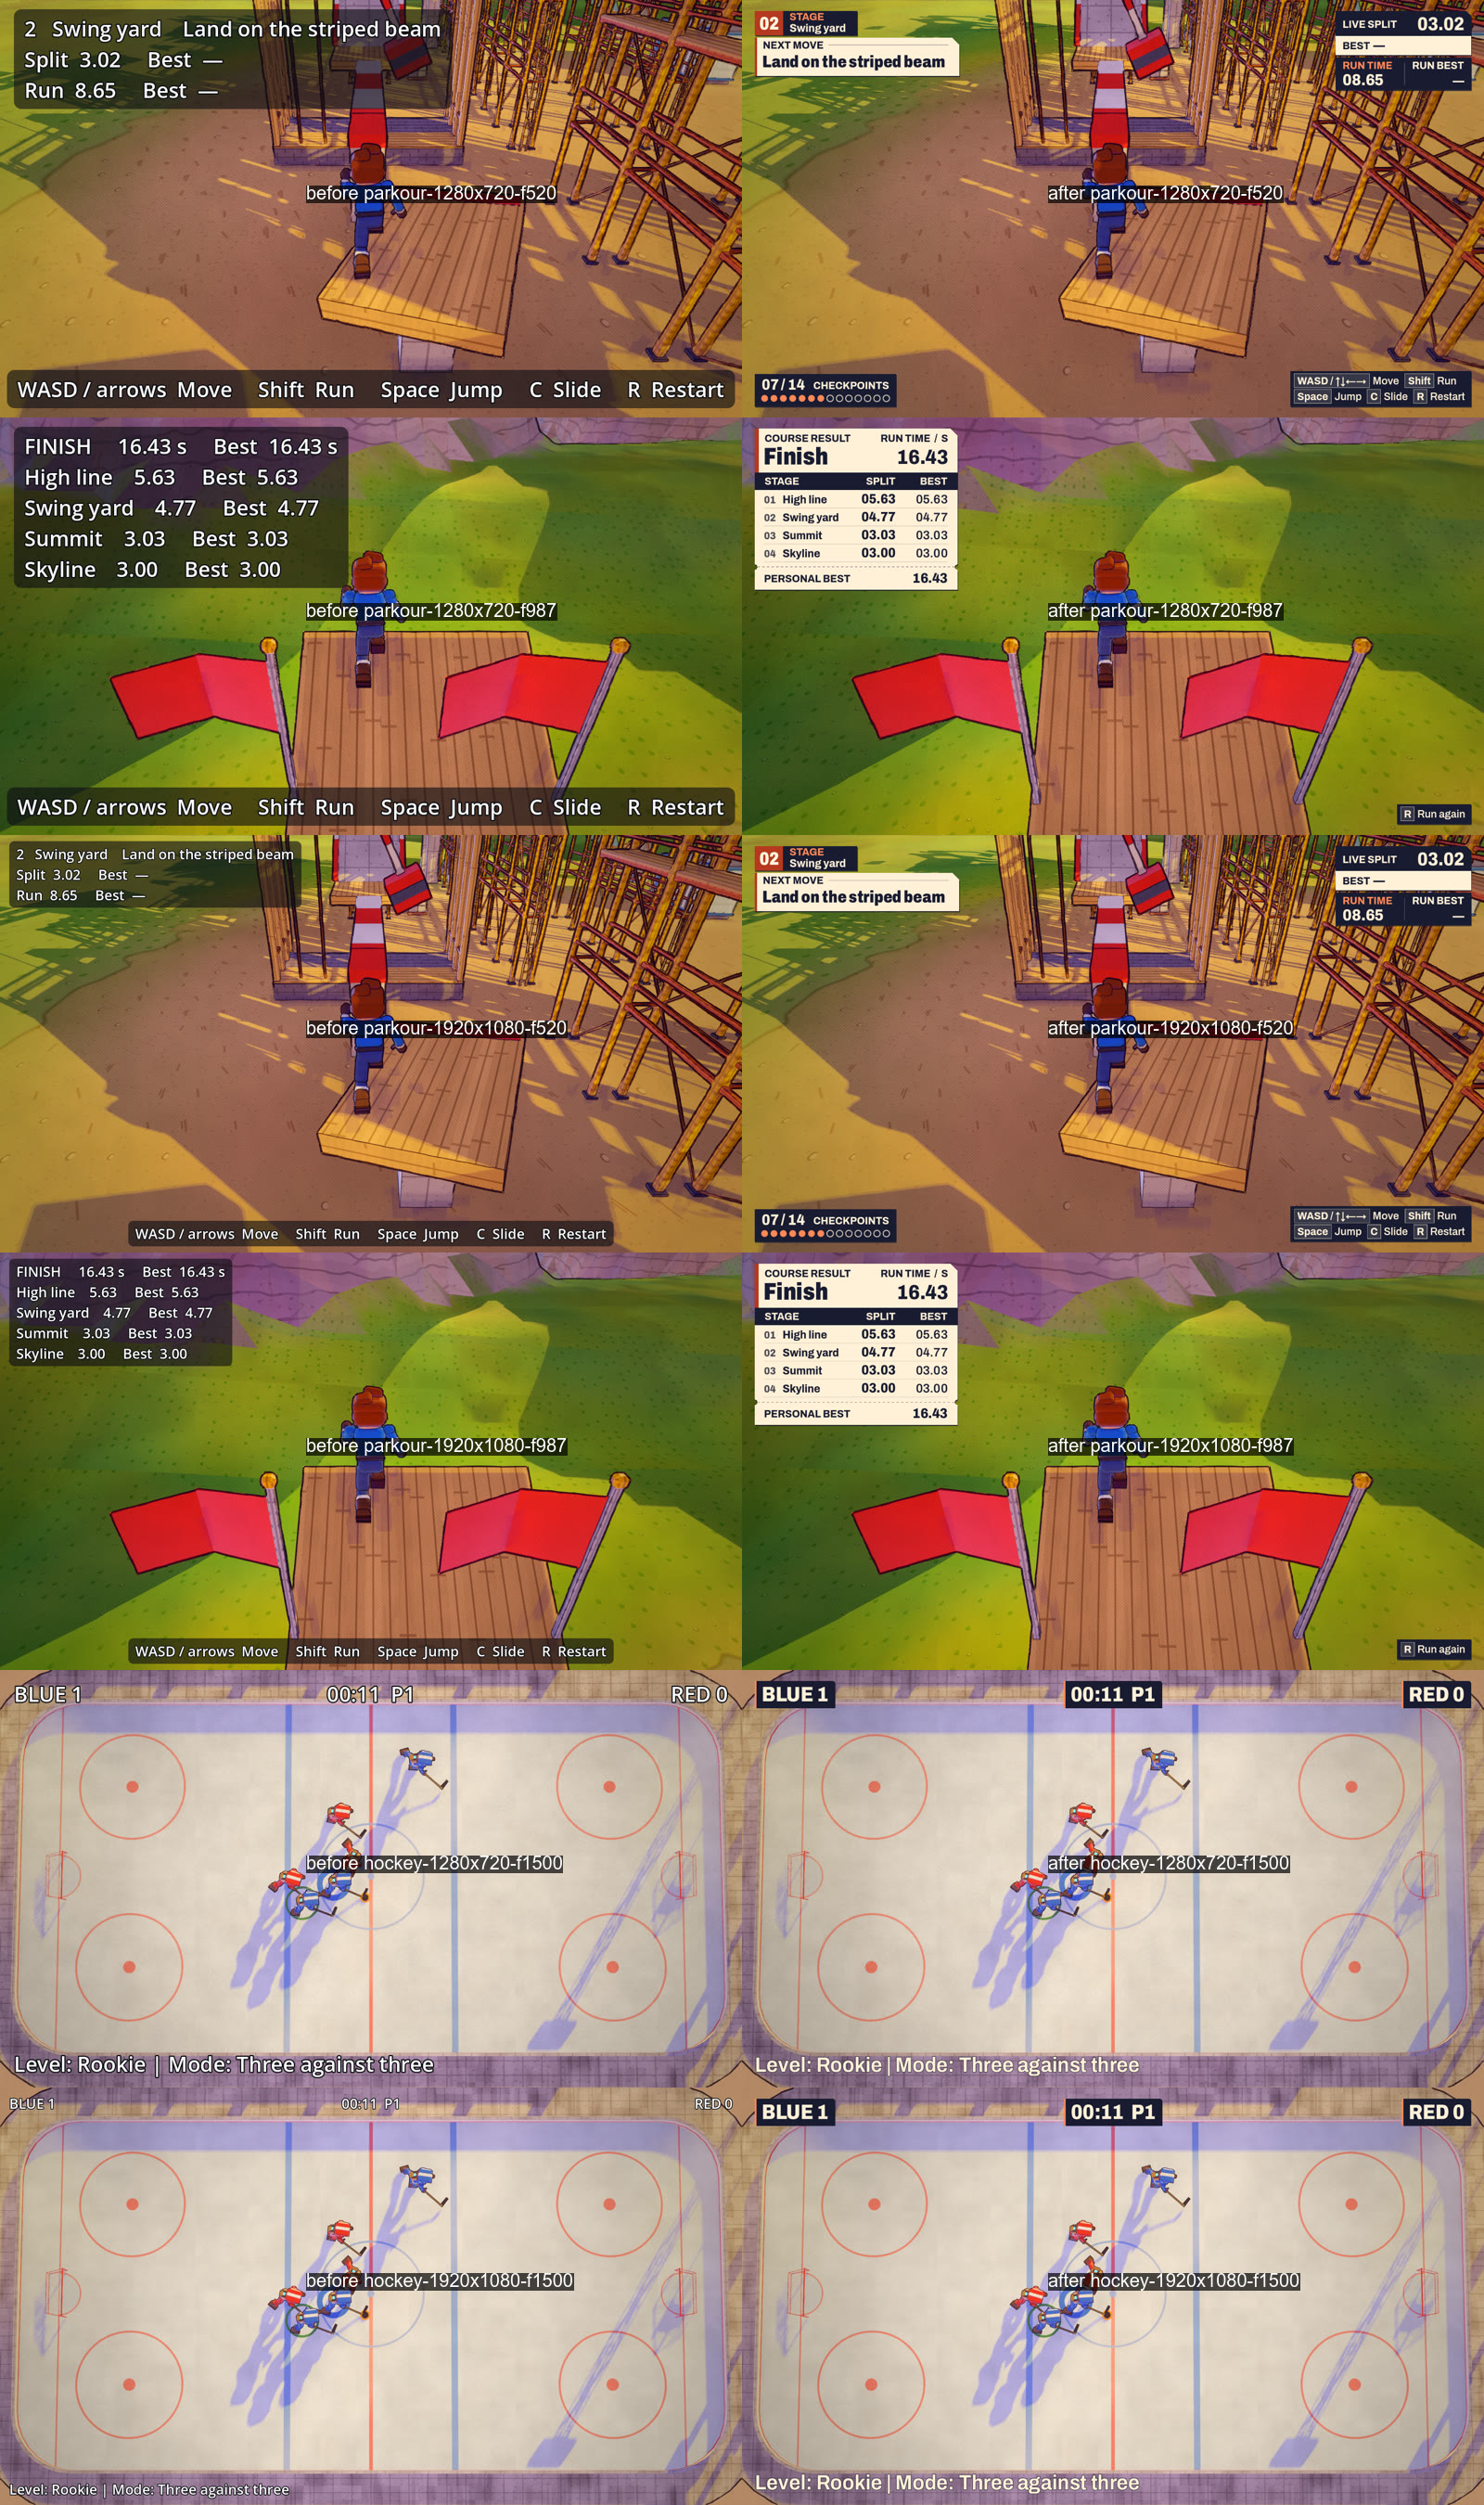 2 Swing yard Land on the striped beam
Split 3.02 Best —
Run 8.65 Best —
before parkour-1280x720-f520
WASD / arrows Move Shift Run Space Jump C Slide R Restart
02 STAGE
Swing yard
NEXT MOVE
Land on the striped beam
LIVE SPLIT 03.02
BEST —
RUN TIME RUN BEST
08.65 —
after parkour-1280x720-f520
07/14 CHECKPOINTS
WASD / ↑↓←→ Move Shift Run
Space Jump C Slide R Restart
FINISH 16.43 s Best 16.43 s
High line 5.63 Best 5.63
Swing yard 4.77 Best 4.77
Summit 3.03 Best 3.03
Skyline 3.00 Best 3.00
before parkour-1280x720-f987
WASD / arrows Move Shift Run Space Jump C Slide R Restart
COURSE RESULT RUN TIME / S
Finish 16.43
STAGE SPLIT BEST
01 High line 05.63 05.63
02 Swing yard 04.77 04.77
03 Summit 03.03 03.03
04 Skyline 03.00 03.00
PERSONAL BEST 16.43
after parkour-1280x720-f987
R Run again
2 Swing yard Land on the striped beam
Split 3.02 Best —
Run 8.65 Best —
before parkour-1920x1080-f520
WASD / arrows Move Shift Run Space Jump C Slide R Restart
02 STAGE
Swing yard
NEXT MOVE
Land on the striped beam
LIVE SPLIT 03.02
BEST —
RUN TIME RUN BEST
08.65 —
after parkour-1920x1080-f520
07/14 CHECKPOINTS
WASD / ↑↓←→ Move Shift Run
Space Jump C Slide R Restart
FINISH 16.43 s Best 16.43 s
High line 5.63 Best 5.63
Swing yard 4.77 Best 4.77
Summit 3.03 Best 3.03
Skyline 3.00 Best 3.00
before parkour-1920x1080-f987
WASD / arrows Move Shift Run Space Jump C Slide R Restart
COURSE RESULT RUN TIME / S
Finish 16.43
STAGE SPLIT BEST
01 High line 05.63 05.63
02 Swing yard 04.77 04.77
03 Summit 03.03 03.03
04 Skyline 03.00 03.00
PERSONAL BEST 16.43
after parkour-1920x1080-f987
R Run again
BLUE 1 00:11 P1 RED 0
before hockey-1280x720-f1500
Level: Rookie | Mode: Three against three
BLUE 1 00:11 P1 RED 0
after hockey-1280x720-f1500
Level: Rookie | Mode: Three against three
BLUE 1 00:11 P1 RED 0
before hockey-1920x1080-f1500
Level: Rookie | Mode: Three against three
BLUE 1 00:11 P1 RED 0
after hockey-1920x1080-f1500
Level: Rookie | Mode: Three against three